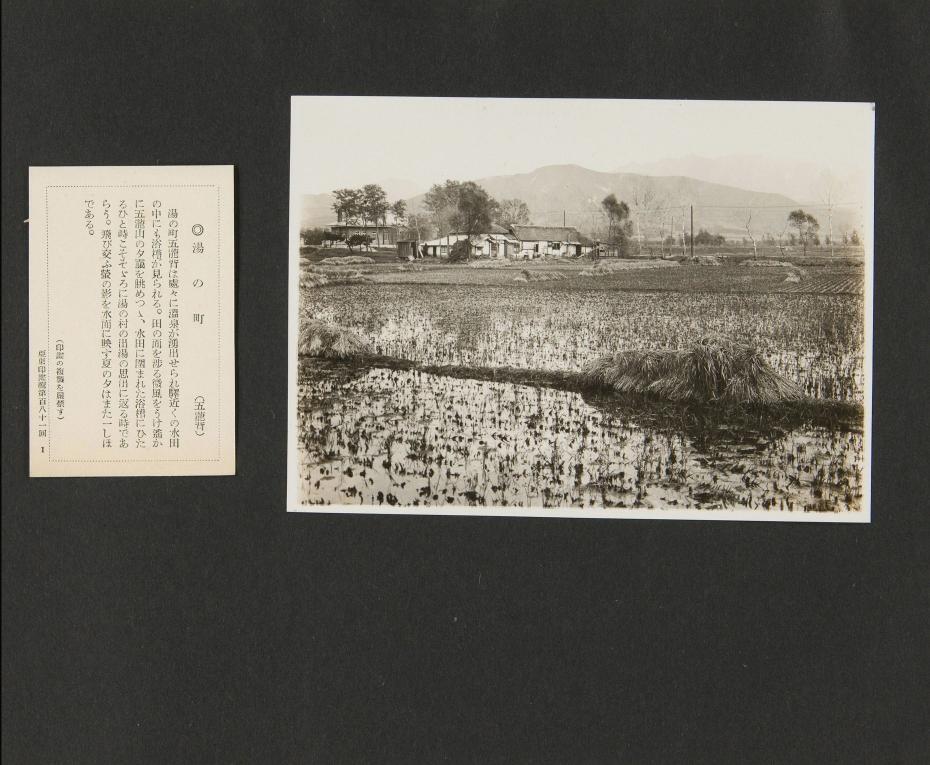 ◎湯の町
(五龍背)
湯の町五龍背は處々に溫泉が湧出せられ驛近くの水田
の中にも浴槽が見られる。田の面を渉る微風をうけ遙か
に五龍山の夕靄を眺めつゝ、水田に圍まれた浴槽にひた
るひと時こそそゞろに湯の村の出湯の思出に返る時であ
らう。飛び交ふ螢の影を水面に映す夏の夕はまた一しほ
である。
(印畫の複製を嚴禁す)
亞東印畫輯第百八十一回 1